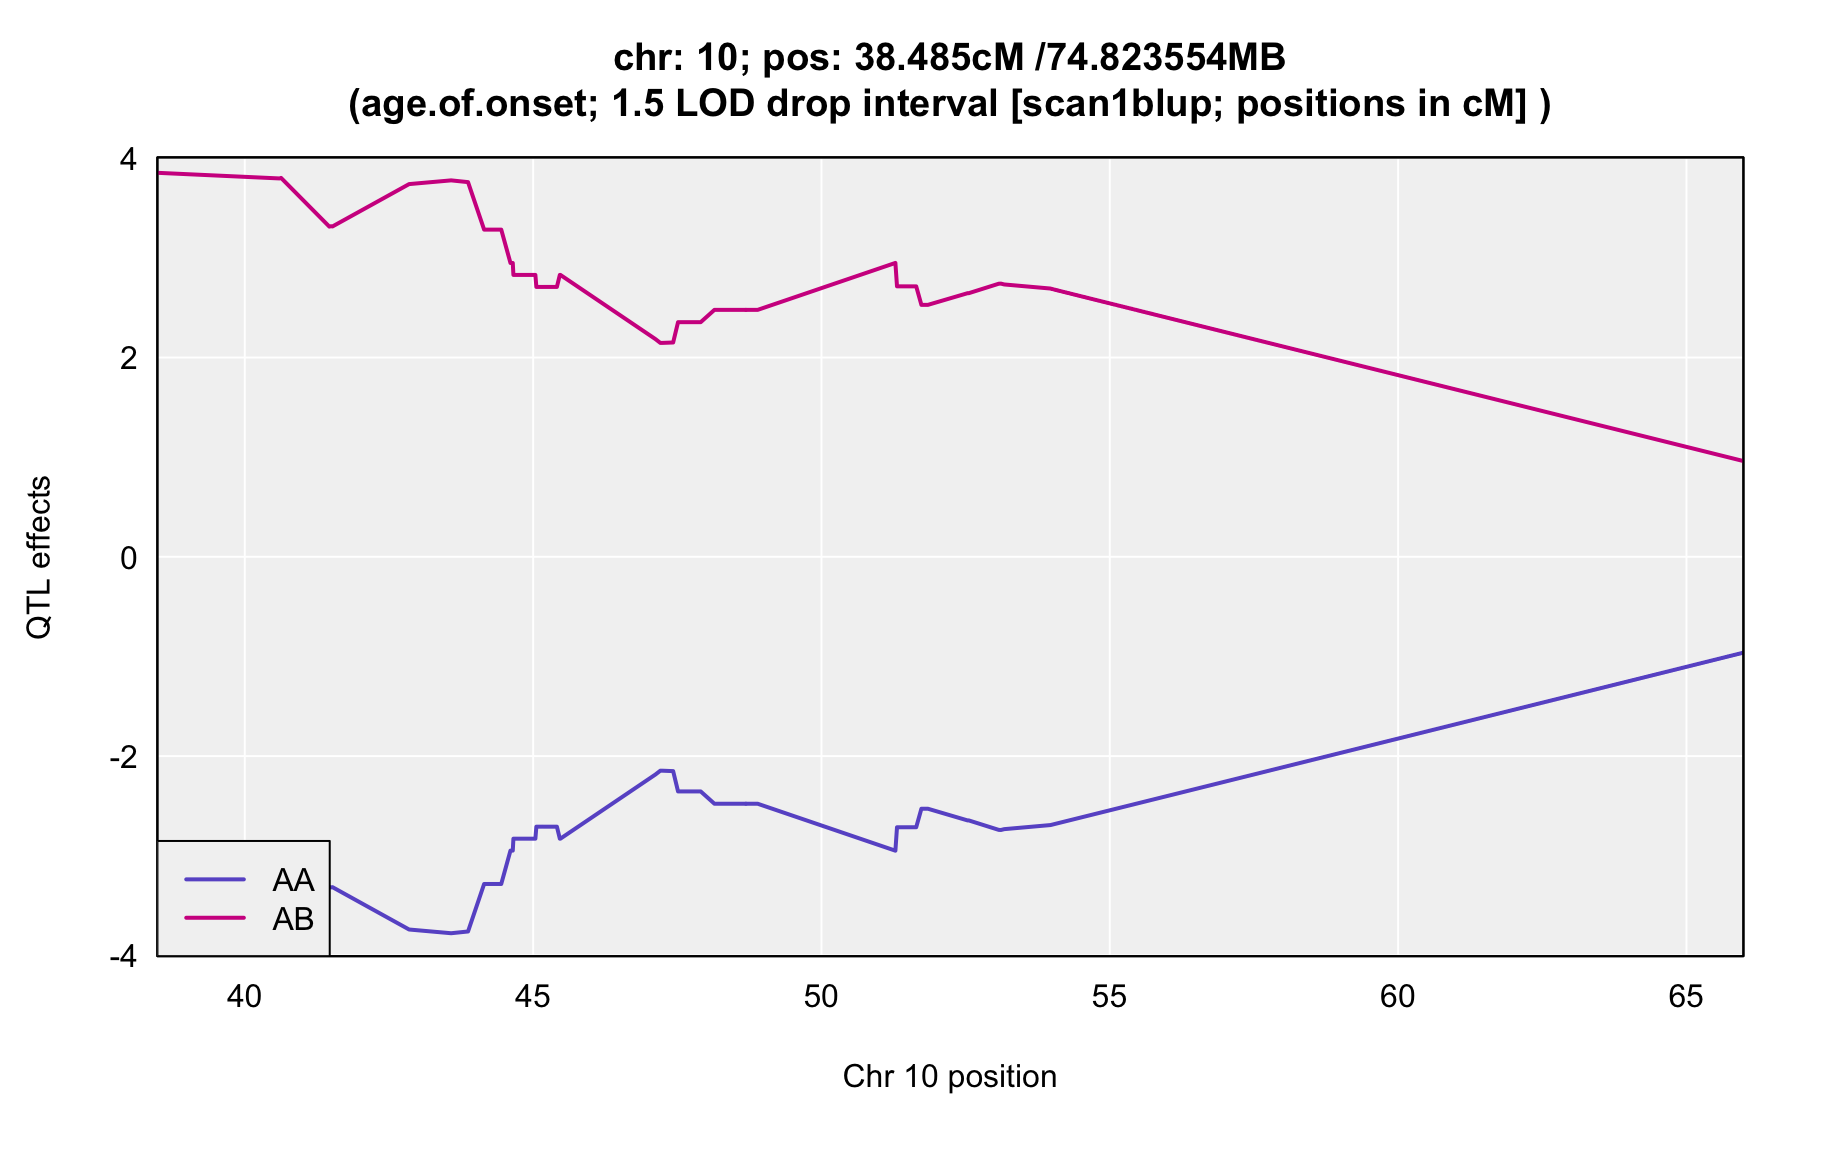 chr: 10; pos: 38.485cM /74.823554MB
(age.of.onset; 1.5 LOD drop interval [scan1blup; positions in cM] )
4
2
0
-2
-4
QTL effects
AA
AB
40 45 50 55 60 65
Chr 10 position